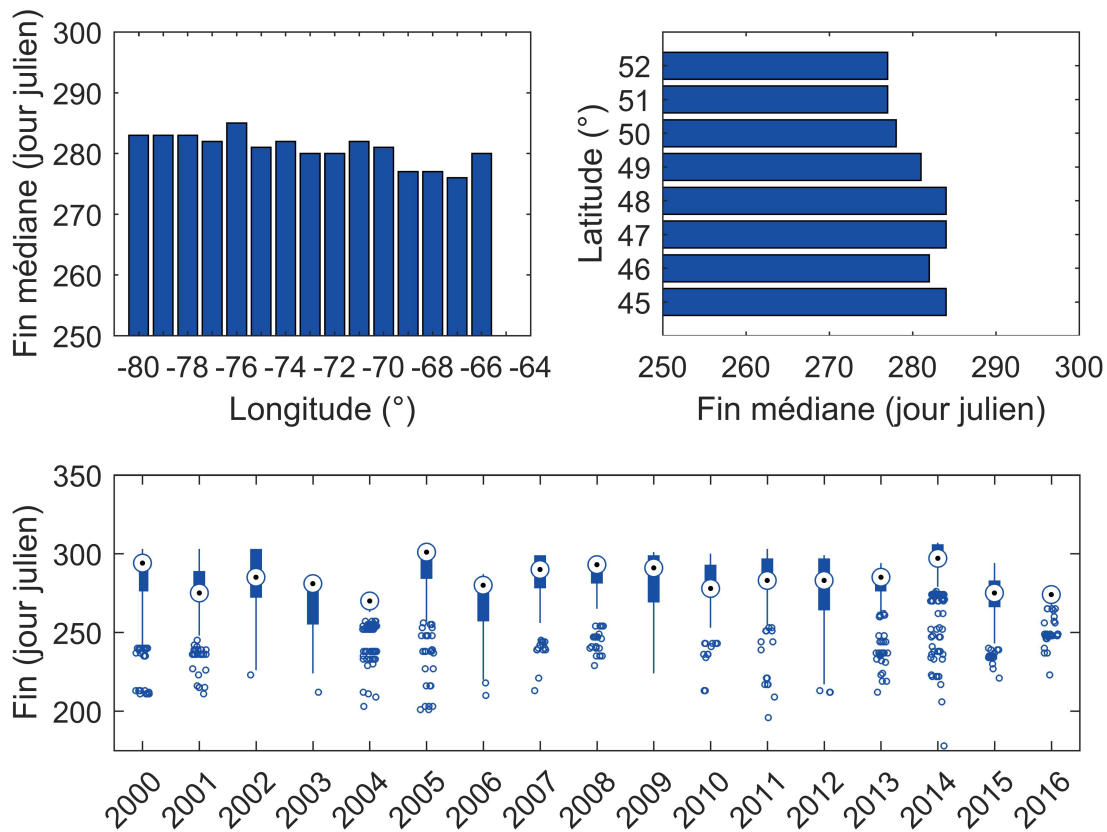 300
290
280
270
260
250
Fin médiane (jour julien)
-80 -78 -76 -74 -72 -70 -68 -66 -64
Longitude (°)
52
51
50
49
48
47
46
45
Latitude (°)
250 260 270 280 290 300
Fin médiane (jour julien)
350
300
250
200
Fin (jour julien)
2000 2001 2002 2003 2004 2005 2006 2007 2008 2009 2010 2011 2012 2013 2014 2015 2016